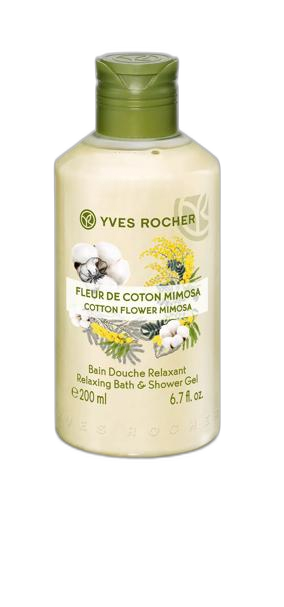 YVES ROCHER
FLEUR DE COTON MIMOSA
COTTON FLOWER MIMOSA
Bain Douche Relaxant
Relaxing Bath & Shower Gel
℮200 ml 6.7 fl. oz.
YVES ROCHER